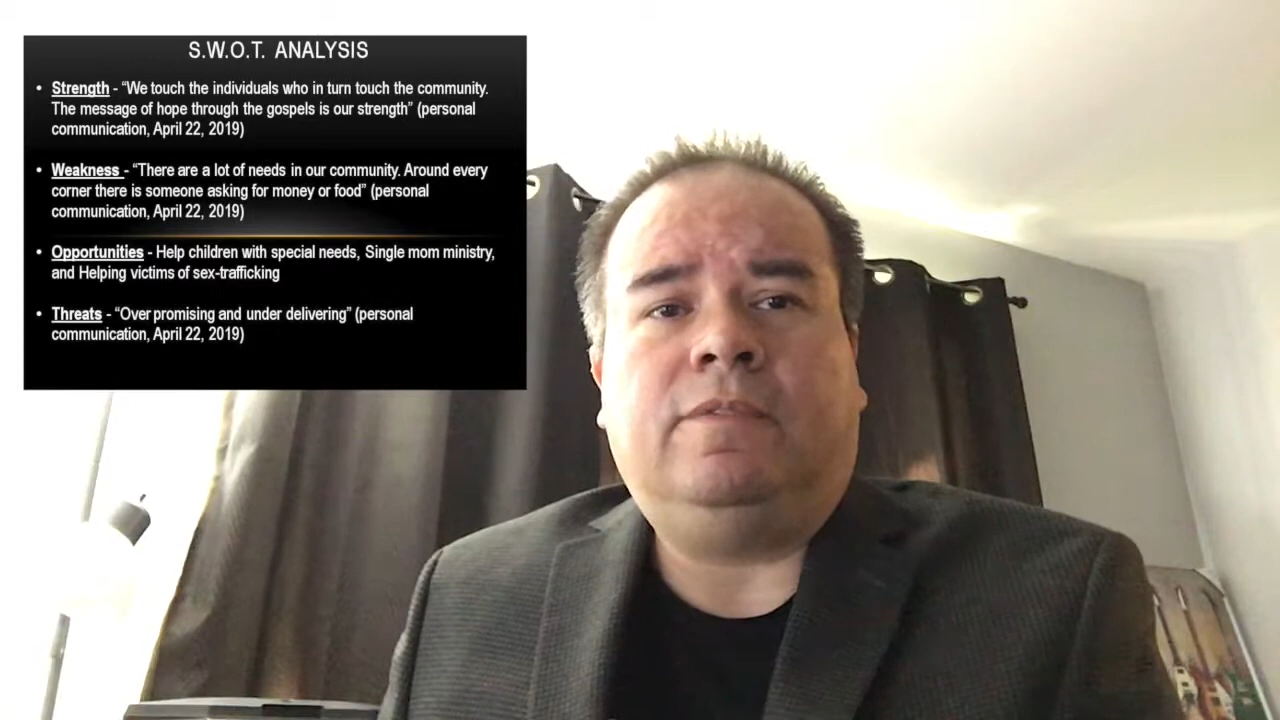 S.W.O.T. ANALYSIS
• Strength - “We touch the individuals who in turn touch the community.
The message of hope through the gospels is our strength” (personal
communication, April 22, 2019)
• Weakness - “There are a lot of needs in our community. Around every
corner there is someone asking for money or food” (personal
communication, April 22, 2019)
• Opportunities - Help children with special needs, Single mom ministry,
and Helping victims of sex-trafficking
• Threats - “Over promising and under delivering” (personal
communication, April 22, 2019)